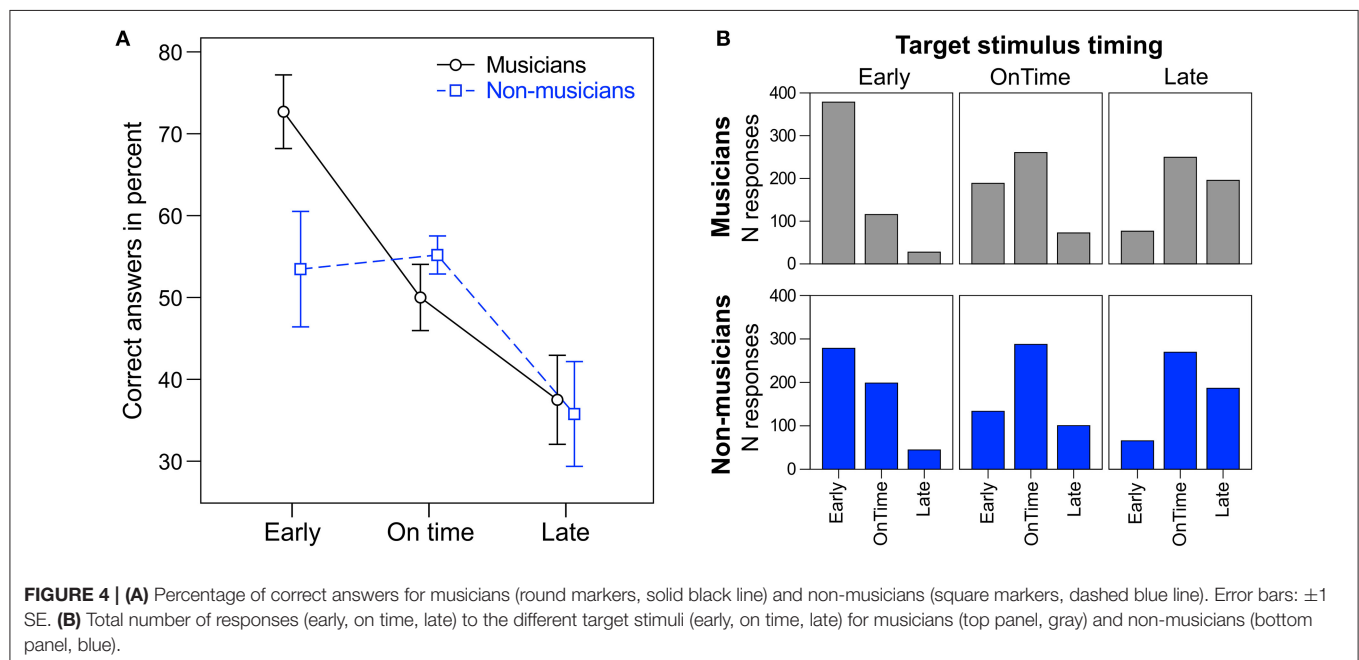 A
80
70
60
50
40
30
Correct answers in percent
Musicians
Non-musicians
Early
On time
Late
B
Target stimulus timing
Early
OnTime
Late
Musicians
N responses
400
300
200
100
0
Non-musicians
N responses
400
300
200
100
0
Early
OnTime
Late
Early
OnTime
Late
Early
OnTime
Late
FIGURE 4 | (A) Percentage of correct answers for musicians (round markers, solid black line) and non-musicians (square markers, dashed blue line). Error bars: ±1
SE. (B) Total number of responses (early, on time, late) to the different target stimuli (early, on time, late) for musicians (top panel, gray) and non-musicians (bottom
panel, blue).